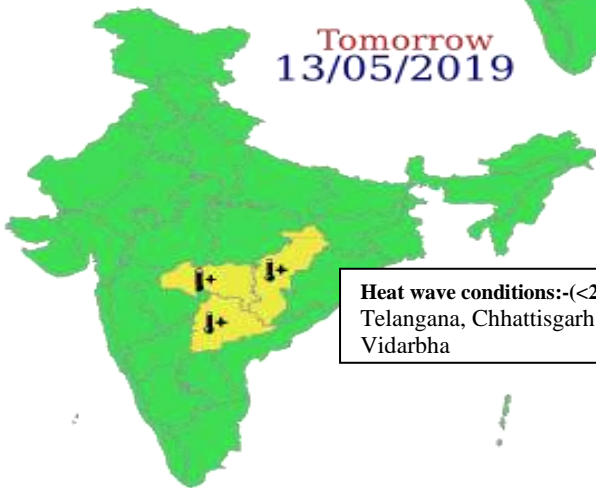 Tomorrow
13/05/2019
Heat wave conditions:-(<2
Telangana, Chhattisgarh
Vidarbha